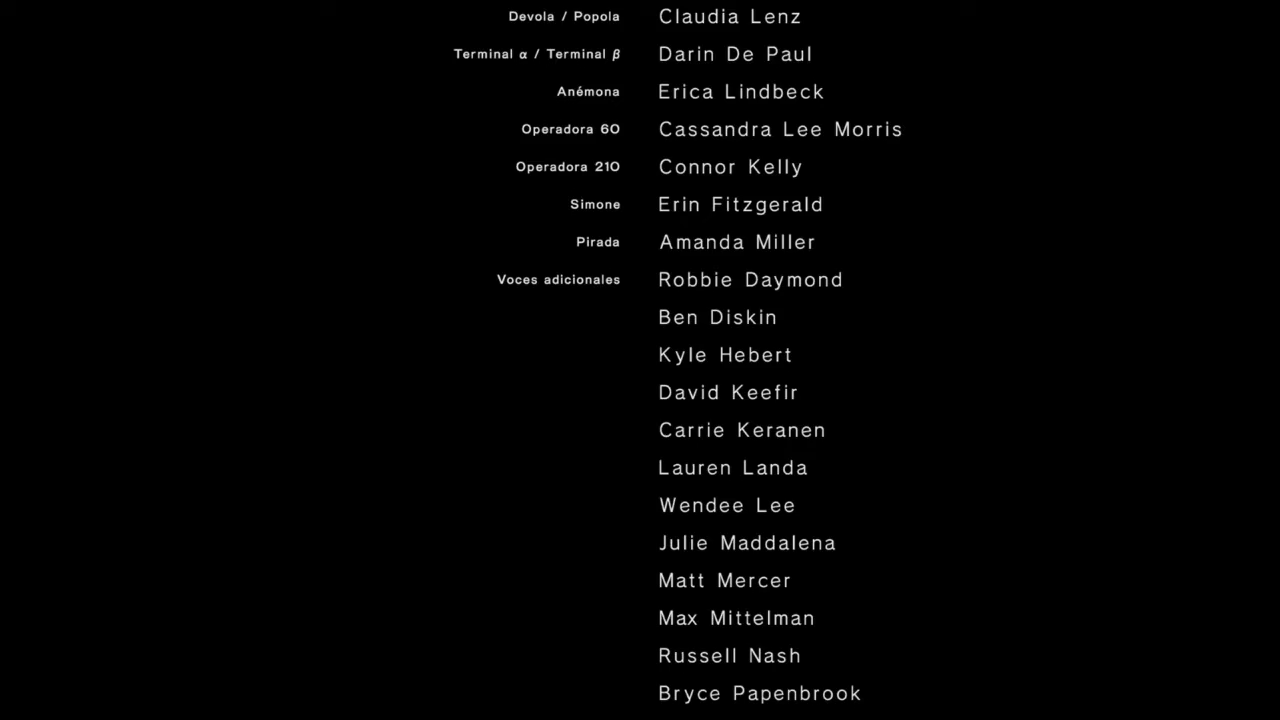 Devola / Popola Claudia Lenz
Terminal α / Terminal β Darin De Paul
Anémona Erica Lindbeck
Operadora 6O Cassandra Lee Morris
Operadora 21O Connor Kelly
Simone Erin Fitzgerald
Pirada Amanda Miller
Voces adicionales Robbie Daymond
Ben Diskin
Kyle Hebert
David Keefir
Carrie Keranen
Lauren Landa
Wendee Lee
Julie Maddalena
Matt Mercer
Max Mittelman
Russell Nash
Bryce Papenbrook